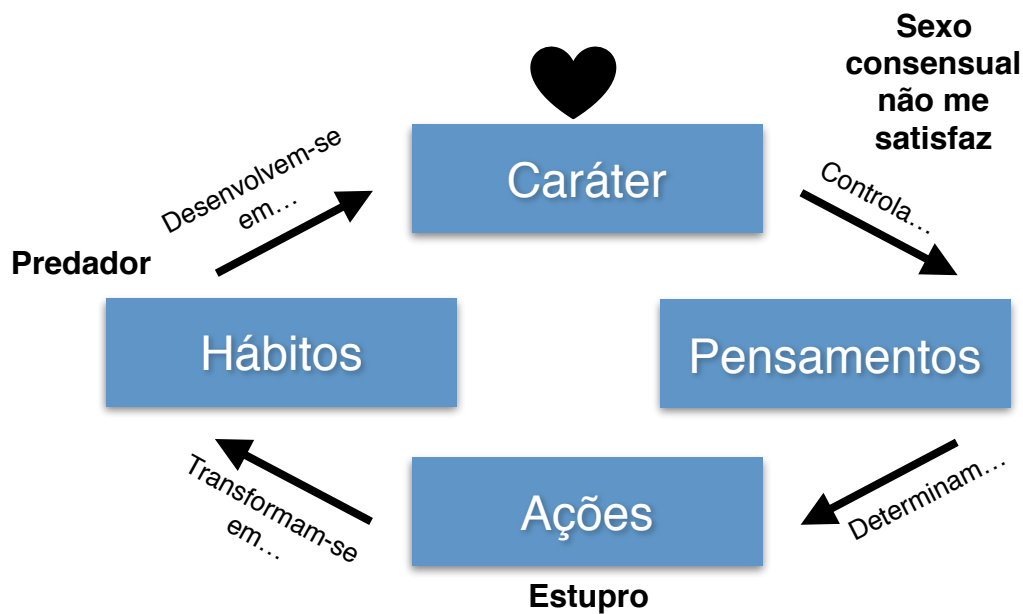 Sexo
consensual
não me
satisfaz
Caráter
Controla…
Desenvolvem-se
em…
Predador
Hábitos
Pensamentos
Transformam-se
em…
Ações
Determinam…
Estupro